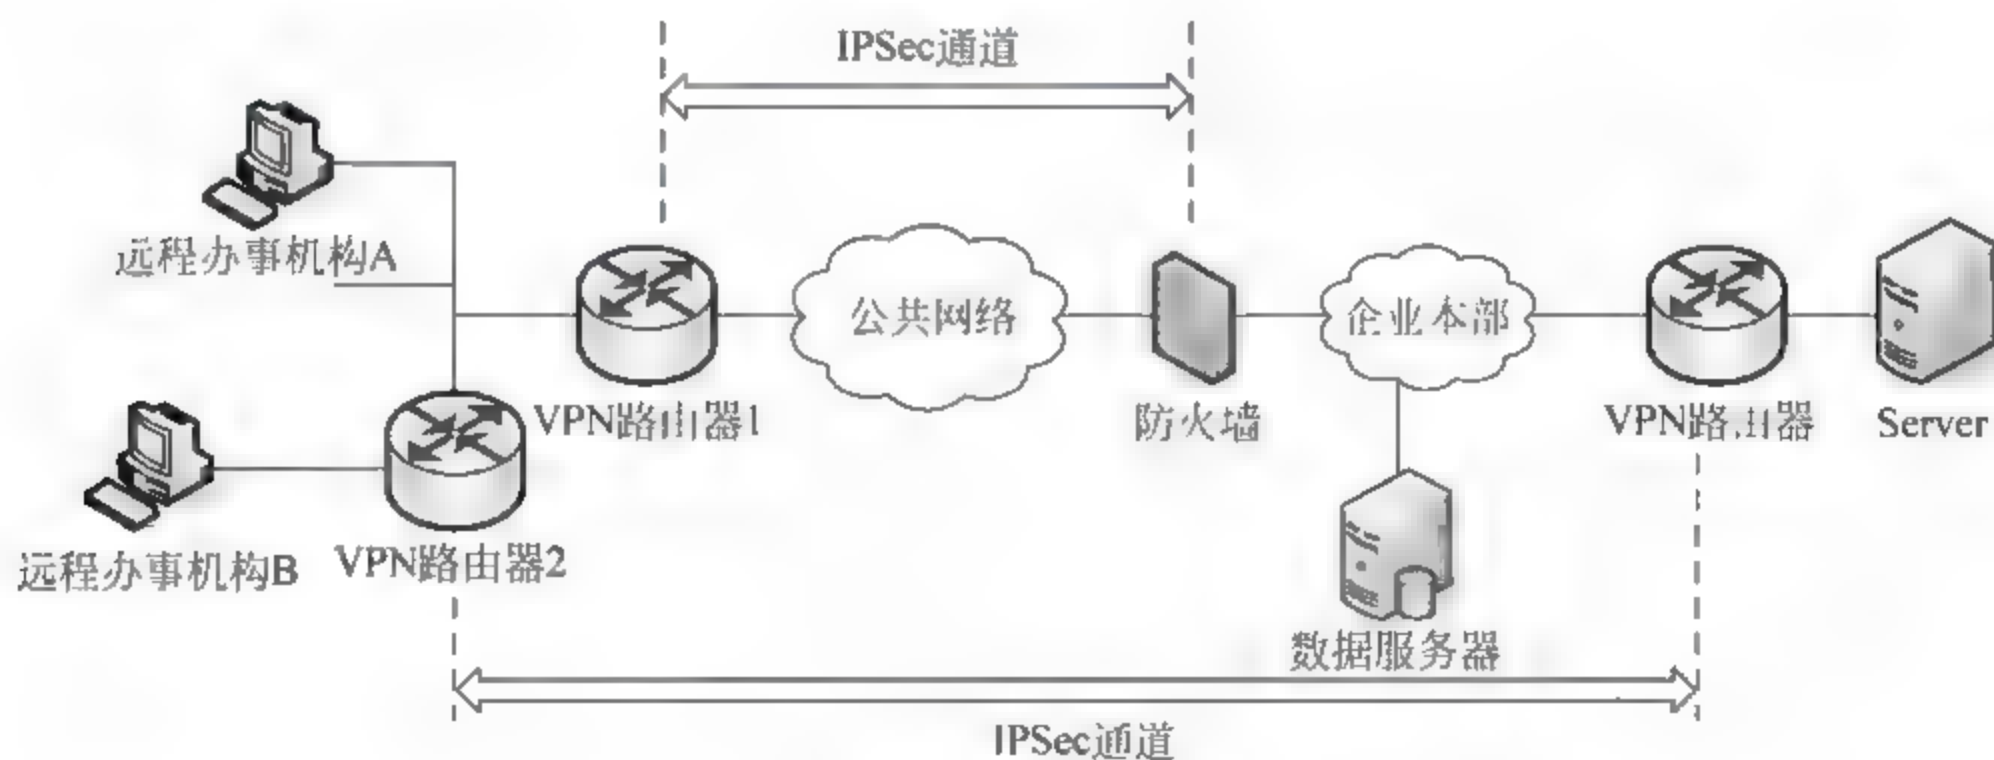 IPSec通道
远程办事机构A
公共网络
企业本部
VPN路由器1
防火墙
VPN路由器
Server
远程办事机构B
VPN路由器2
数据服务器
IPSec通道